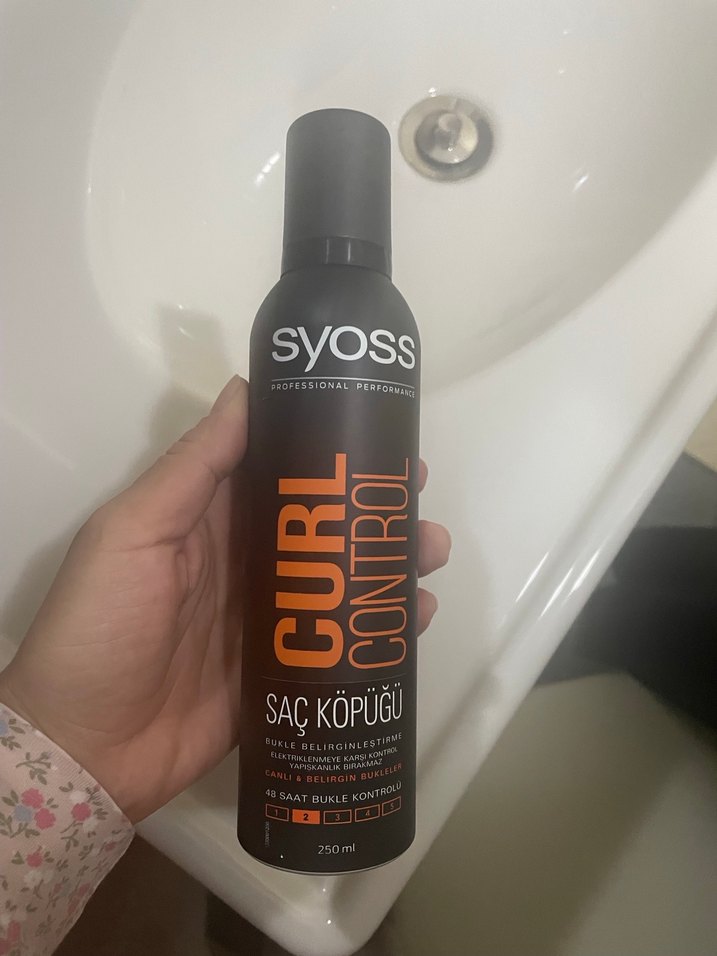 syoss
PROFESSIONAL PERFORMANCE
CURL
CONTROL
SAÇ KÖPÜĞÜ
BUKLE BELİRGİNLEŞTİRME
ELEKTRİKLENMEYE KARŞI KONTROL
YAPIŞKANLIK BIRAKMAZ
CANLI & BELİRGİN BUKLELER
48 SAAT BUKLE KONTROLÜ
1 2 3 4 5
250 ml